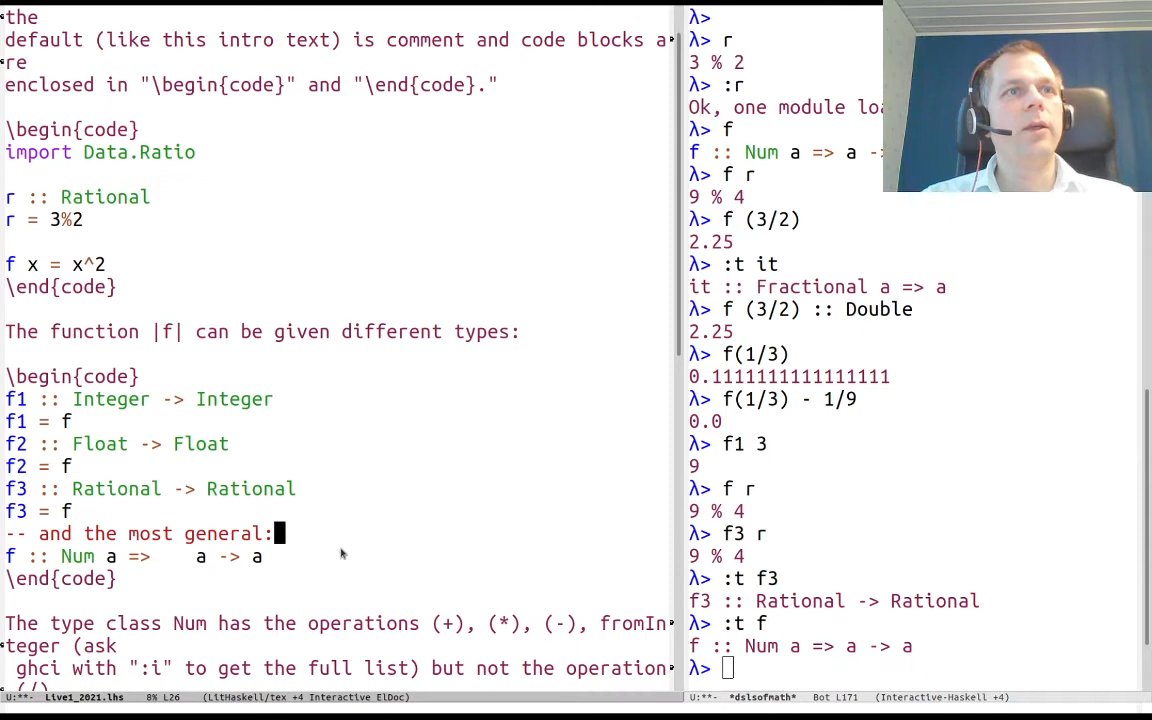 the
default (like this intro text) is comment and code blocks a
re
enclosed in "\begin{code}" and "\end{code}."
\begin{code}
import Data.Ratio
r :: Rational
r = 3%2
f x = x^2
\end{code}
The function |f| can be given different types:
\begin{code}
f1 :: Integer -> Integer
f1 = f
f2 :: Float -> Float
f2 = f
f3 :: Rational -> Rational
f3 = f
-- and the most general:
f :: Num a =>    a -> a
\end{code}
The type class Num has the operations (+), (*), (-), fromIn
teger (ask
 ghci with ":i" to get the full list) but not the operation
 (/)
U:**-  Live1_2021.lhs   8% L26    (LitHaskell/tex +4 Interactive ElDoc)
λ>
λ> r
3 % 2
λ> :r
Ok, one module loa
λ> f
f :: Num a => a -
λ> f r
9 % 4
λ> f (3/2)
2.25
λ> :t it
it :: Fractional a => a
λ> f (3/2) :: Double
2.25
λ> f(1/3)
0.1111111111111111
λ> f(1/3) - 1/9
0.0
λ> f1 3
9
λ> f r
9 % 4
λ> f3 r
9 % 4
λ> :t f3
f3 :: Rational -> Rational
λ> :t f
f :: Num a => a -> a
λ>
U:**-  *dslsofmath*   Bot L171   (Interactive-Haskell +4)